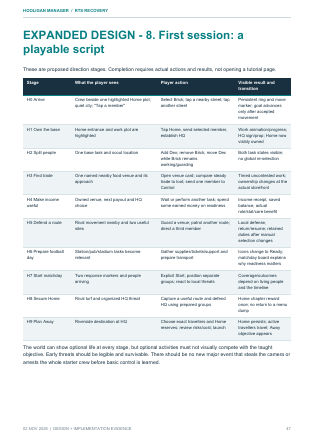 HOOLIGAN MANAGER / RTS RECOVERY
EXPANDED DESIGN - 8. First session: a
playable script
These are proposed direction stages. Completion requires actual actions and results, not opening a tutorial page.
Stage
What the player sees
Player action
Visible result and
transition
H0 Arrive
Crew beside one highlighted Home plot;
quiet city; "Tap a member"
Select Brick; tap a nearby street; tap
another street
Persistent ring and move
marker; goal advances
only after accepted
movement
H1 Own the base
Home entrance and work plot are
highlighted
Tap Home, send selected member,
establish HQ
Work animation/progress;
HQ sign/prop; Home now
visibly owned
H2 Split people
One base task and scout location
Add Dev; remove Brick; move Dev
while Brick remains
working/guarding
Both task states visible;
no global re-selection
H3 Find trade
One named nearby food venue and its
approach
Open venue card; compare steady
trade to tool; send one member to
Control
Timed uncontested work;
ownership changes at the
actual storefront
H4 Make income
useful
Owned venue, next payout and HQ
choice
Wait or perform another task; spend
some earned money on readiness
Income receipt, saved
balance; actual
roster/service benefit
H5 Defend a route
Rival movement nearby and two useful
sites
Guard a venue; patrol another route;
direct a third member
Local defense;
return/resume; retained
duties after manual
selection changes
H6 Prepare football
day
Station/pub/stadium tasks become
relevant
Gather supplies/tickets/support and
prepare transport
Icons change to Ready;
matchday board explains
why readiness matters
H7 Start matchday
Two response markers and people
arriving
Explicit Start; position separate
groups; react to local threats
Coverage/outcomes
depend on living people
and the timeline
H8 Secure Home
Rival turf and organized HQ threat
Capture a useful route and defend
HQ using prepared groups
Home chapter reward
once; no return to a menu
dump
H9 Plan Away
Riverside destination at HQ
Choose exact travellers and Home
reserves; review risks/cost; launch
Home persists; active
travellers travel; Away
objective appears
The world can show optional life at every stage, but optional activities must not visually compete with the taught
objective. Early threats should be legible and survivable. There should be no new major event that steals the camera or
arrests the whole starter crew before basic control is learned.
02 NOV 2025 | DESIGN + IMPLEMENTATION EVIDENCE
47